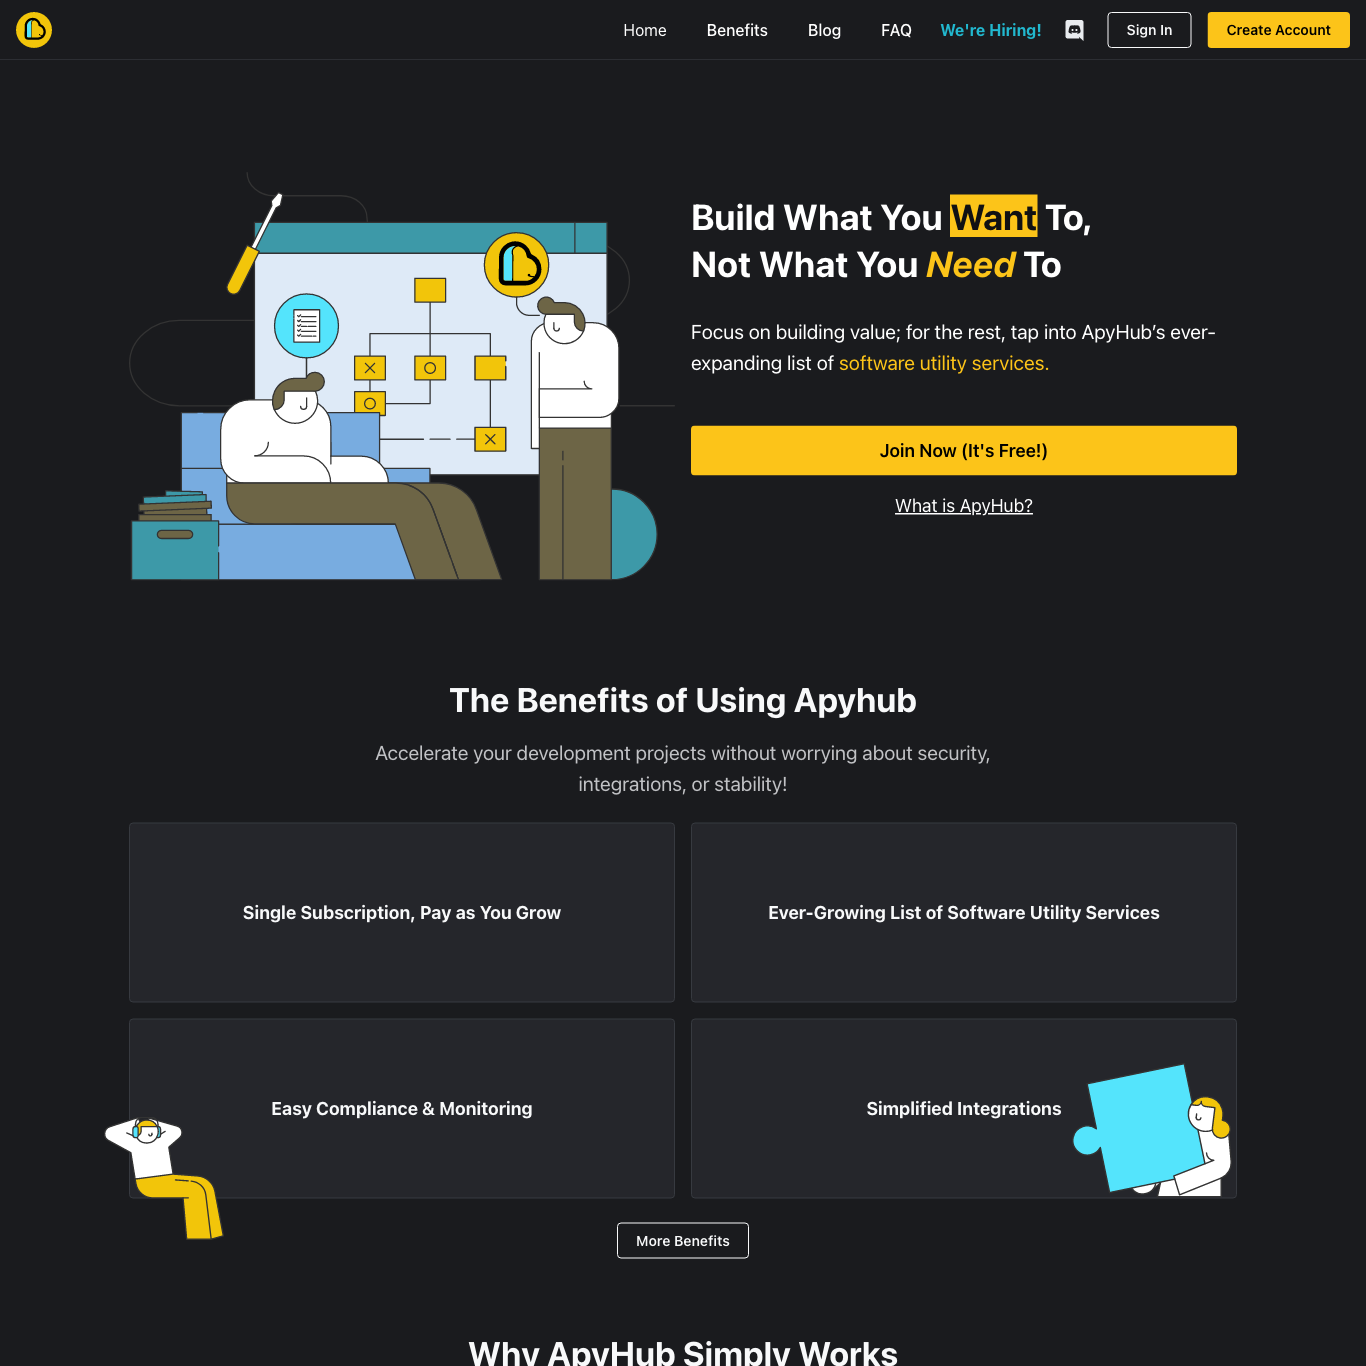 Home
Benefits
Blog
FAQ
We're Hiring!
Sign In
Create Account
Build What You Want To,
Not What You Need To
Focus on building value; for the rest, tap into ApyHub’s ever-
expanding list of software utility services.
Join Now (It's Free!)
What is ApyHub?
The Benefits of Using Apyhub
Accelerate your development projects without worrying about security,
integrations, or stability!
Single Subscription, Pay as You Grow
Ever-Growing List of Software Utility Services
Easy Compliance & Monitoring
Simplified Integrations
More Benefits
Why ApyHub Simply Works